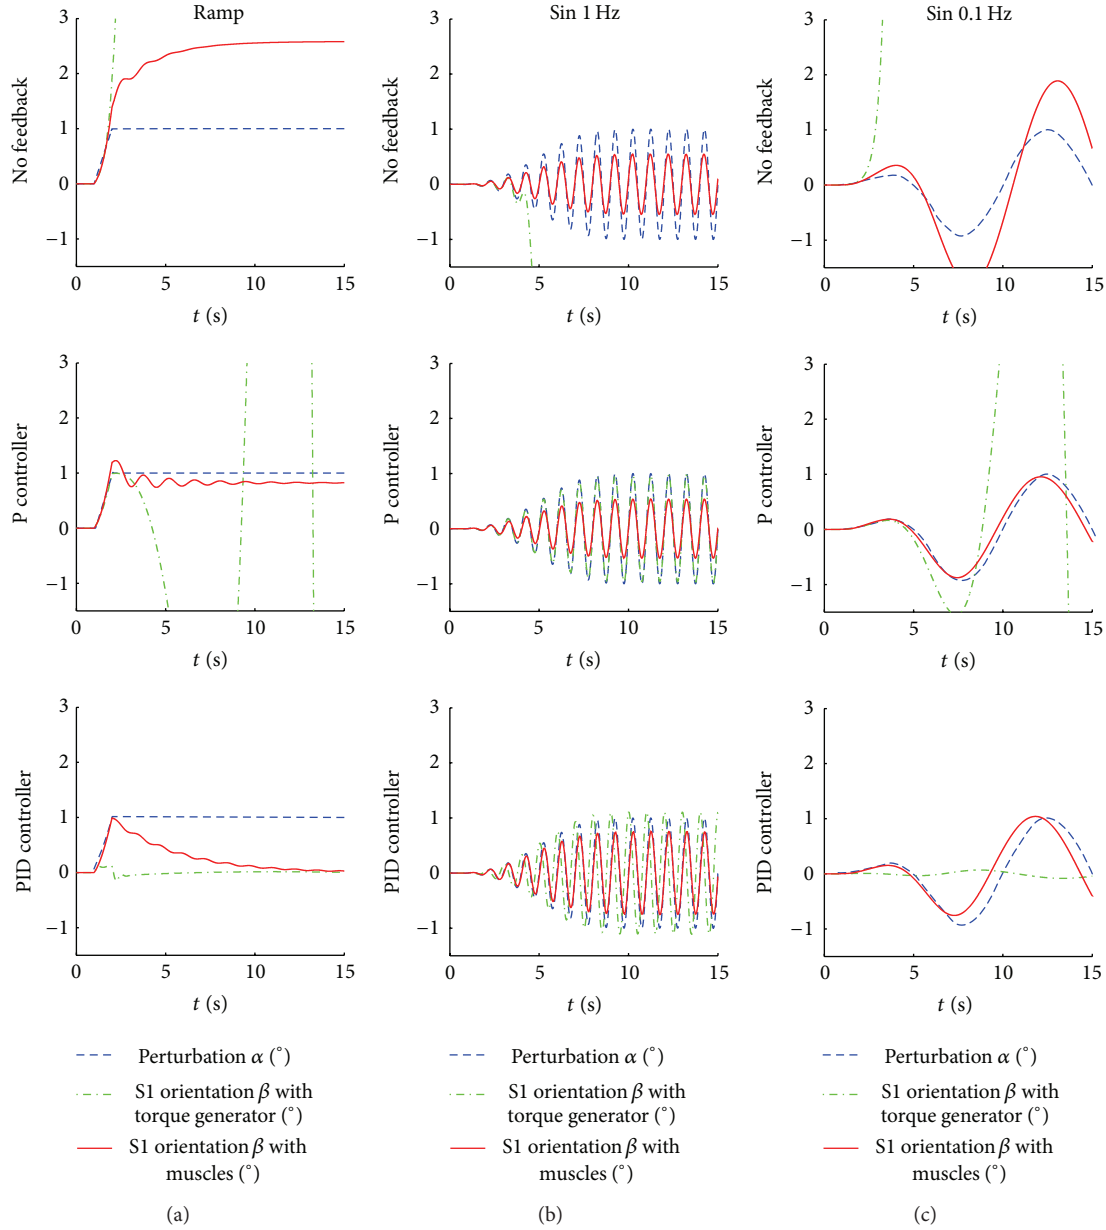 Ramp
Sin 1 Hz
Sin 0.1 Hz
No feedback
3
2
1
0
−1
0
5
10
15
t (s)
No feedback
3
2
1
0
−1
0
5
10
15
t (s)
No feedback
3
2
1
0
−1
0
5
10
15
t (s)
P controller
3
2
1
0
−1
0
5
10
15
t (s)
P controller
3
2
1
0
−1
0
5
10
15
t (s)
P controller
3
2
1
0
−1
0
5
10
15
t (s)
PID controller
3
2
1
0
−1
0
5
10
15
t (s)
PID controller
3
2
1
0
−1
0
5
10
15
t (s)
PID controller
3
2
1
0
−1
0
5
10
15
t (s)
Perturbation α (°)
S1 orientation β with
torque generator (°)
S1 orientation β with
muscles (°)
(a)
Perturbation α (°)
S1 orientation β with
torque generator (°)
S1 orientation β with
muscles (°)
(b)
Perturbation α (°)
S1 orientation β with
torque generator (°)
S1 orientation β with
muscles (°)
(c)